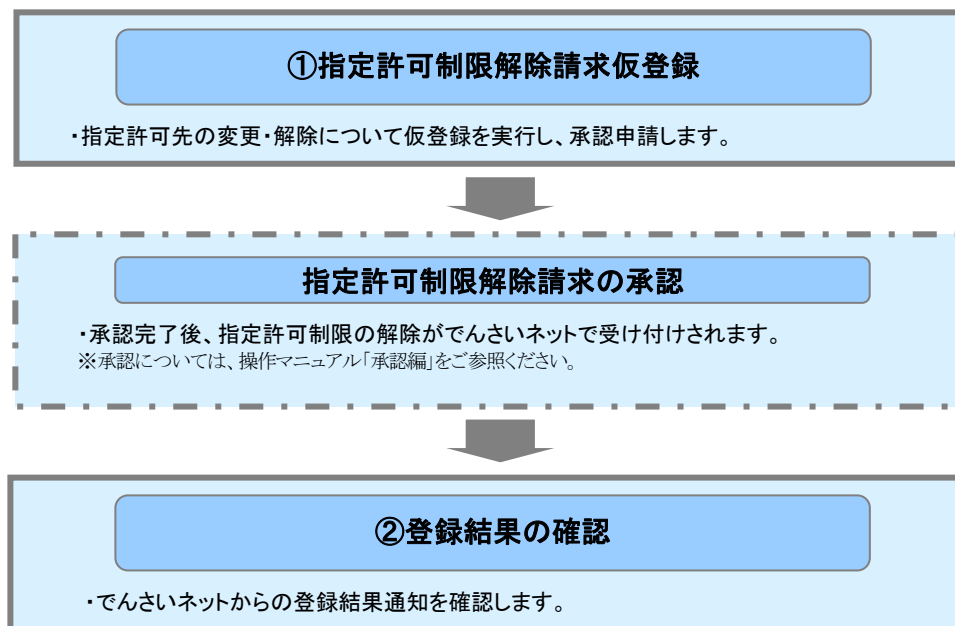 ①指定許可制限解除請求仮登録
・指定許可先の変更・解除について仮登録を実行し、承認申請します。
指定許可制限解除請求の承認
・承認完了後、指定許可制限の解除がでんさいネットで受け付けされます。
※承認については、操作マニュアル「承認編」をご参照ください。
②登録結果の確認
・でんさいネットからの登録結果通知を確認します。